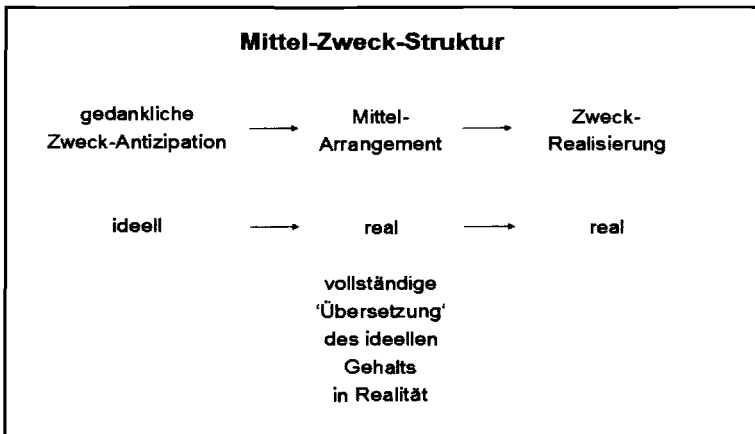 Mittel-Zweck-Struktur
gedankliche
Zweck-Antizipation
Mittel-
Arrangement
Zweck-
Realisierung
ideell
real
real
vollständige
'Übersetzung'
des ideellen
Gehalts
in Realität